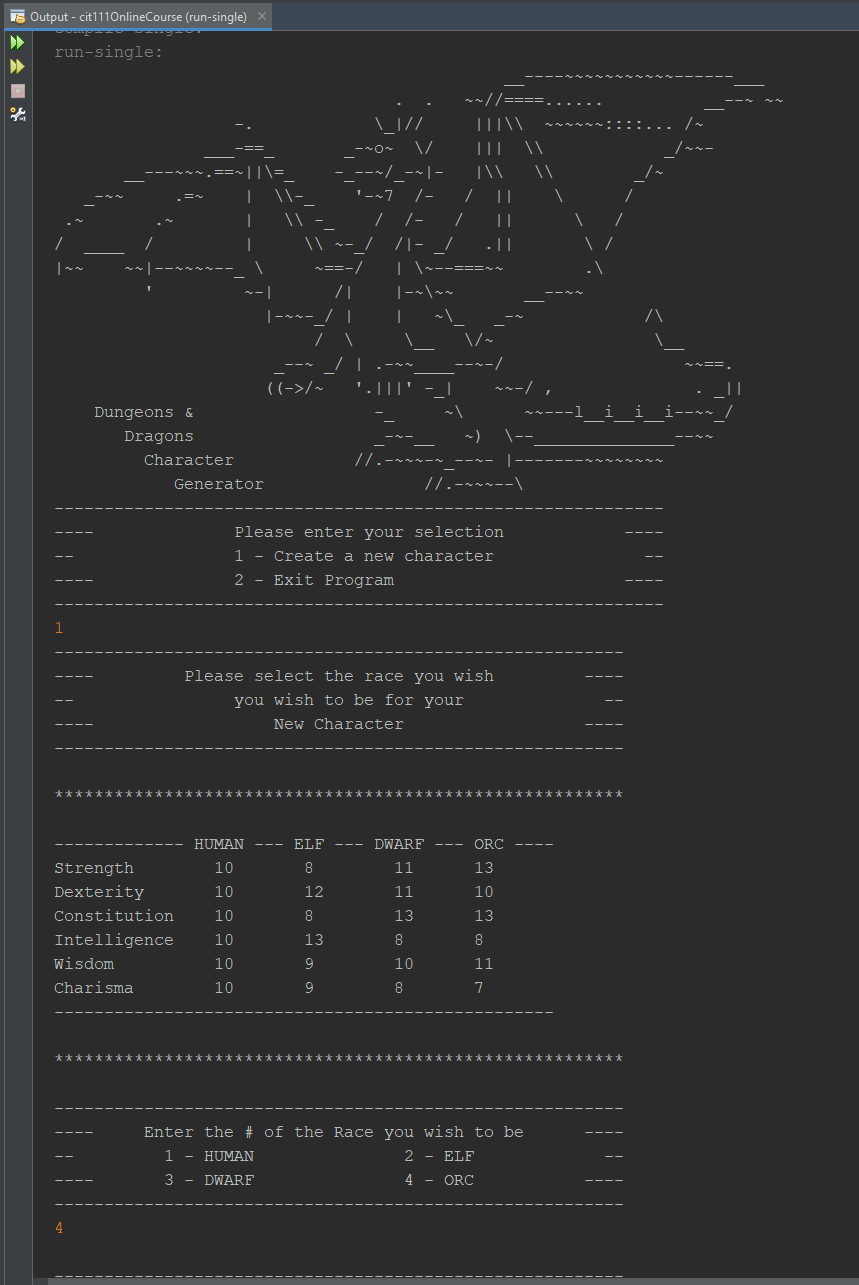 Output - cit111OnlineCourse (run-single)
run-single:
Dungeons &
Dragons
Character
Generator
------------------------------------------------------------- 
----              Please enter your selection            ----
--                1 - Create a new character               --
----              2 - Exit Program                       ----
-------------------------------------------------------------
1
---------------------------------------------------------
----         Please select the race you wish         ----
--                you wish to be for your              --
----                  New Character                  ----
---------------------------------------------------------
*********************************************************
------------- HUMAN --- ELF --- DWARF --- ORC ----
Strength        10       8        11      13
Dexterity       10       12       11      10
Constitution    10       8        13      13
Intelligence    10       13       8       8
Wisdom          10       9        10      11
Charisma        10       9        8       7
--------------------------------------------------
*********************************************************
---------------------------------------------------------
----     Enter the # of the Race you wish to be      ----
--         1 - HUMAN               2 - ELF             --
----       3 - DWARF               4 - ORC           ----
---------------------------------------------------------
4
---------------------------------------------------------